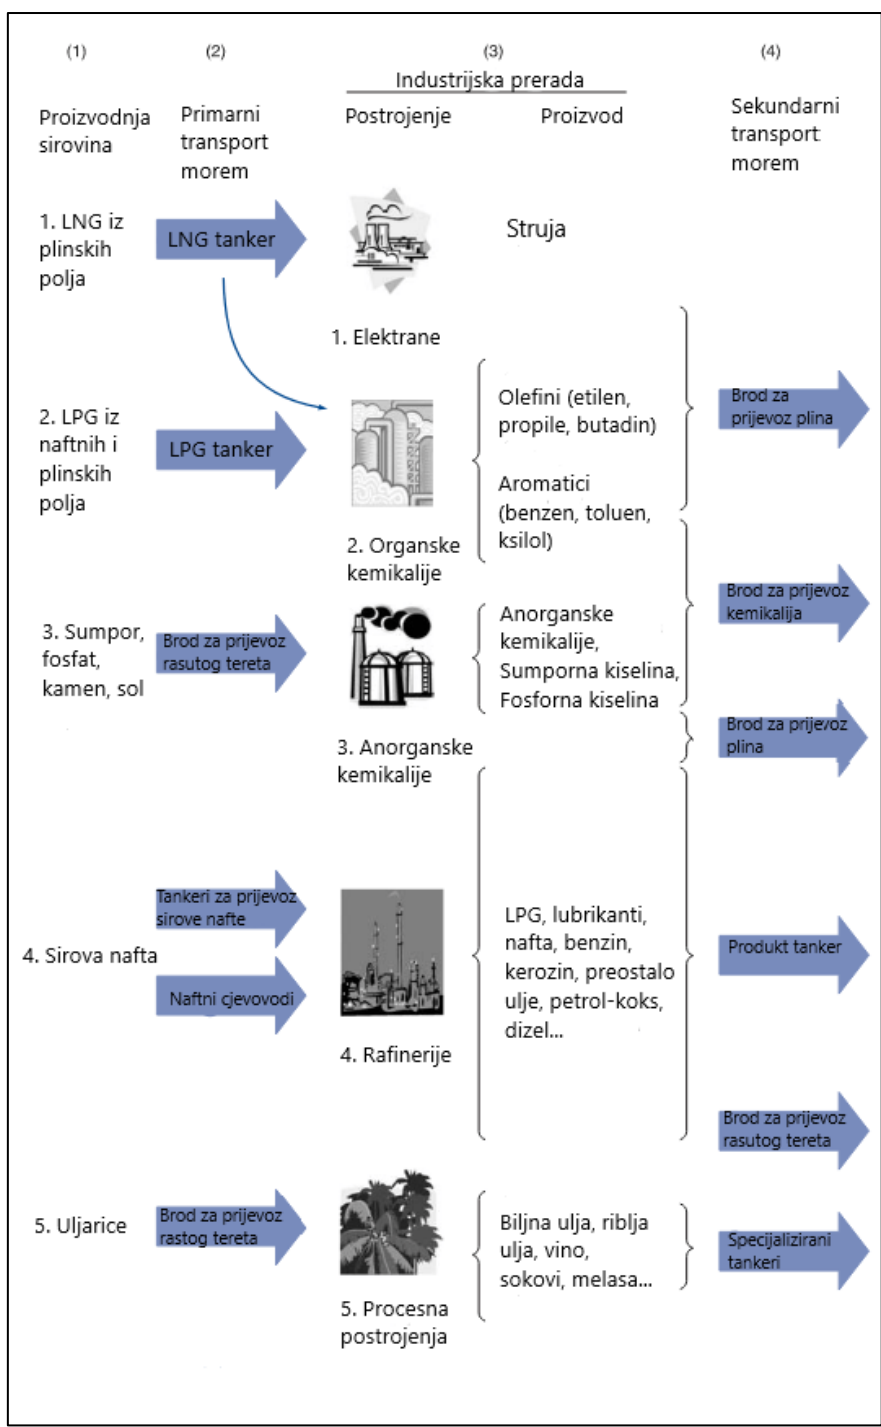 (1)
(2)
(3)
(4)
Industrijska prerada
Proizvodnja
sirovina
Primarni
transport
morem
Postrojenje
Proizvod
Sekundarni
transport
morem
1. LNG iz
plinskih
polja
LNG tanker
Struja
1. Elektrane
2. LPG iz
naftnih i
plinskih
polja
LPG tanker
Olefini (etilen,
propile, butadin)
Aromatici
(benzen, toluen,
ksilol)
2. Organske
kemikalije
Brod za
prijevoz plina
3. Sumpor,
fosfat,
kamen, sol
Brod za prijevoz
rasutog tereta
Anorganske
kemikalije,
Sumporna kiselina,
Fosforna kiselina
3. Anorganske
kemikalije
Brod za prijevoz
kemikalija
Brod za prijevoz
plina
4. Sirova nafta
Tankeri za prijevoz
sirove nafte
Naftni cjevovodi
4. Rafinerije
LPG, lubrikanti,
nafta, benzin,
kerozin, preostalo
ulje, petrol-koks,
dizel...
Produkt tanker
Brod za prijevoz
rasutog tereta
5. Uljarice
Brod za prijevoz
rastog tereta
5. Procesna
postrojenja
Biljna ulja, riblja
ulja, vino,
sokovi, melasa...
Specijalizirani
tankeri